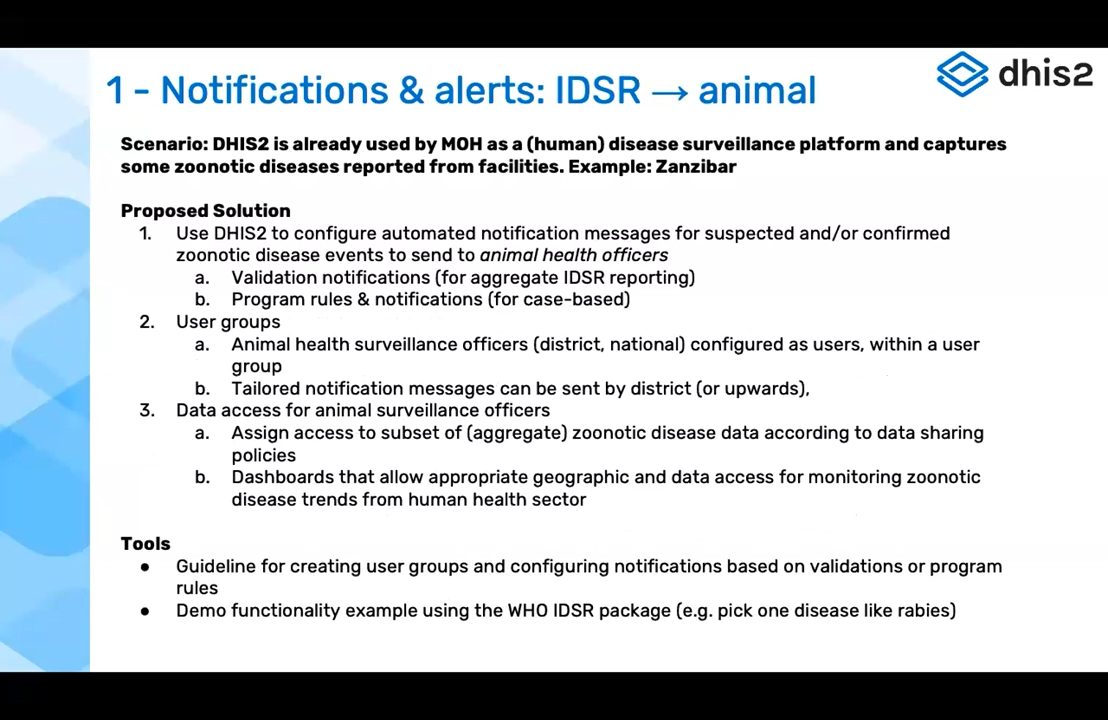 1 - Notifications & alerts: IDSR → animal
dhis2
Scenario: DHIS2 is already used by MOH as a (human) disease surveillance platform and captures
some zoonotic diseases reported from facilities. Example: Zanzibar
Proposed Solution
1. Use DHIS2 to configure automated notification messages for suspected and/or confirmed
zoonotic disease events to send to animal health officers
a. Validation notifications (for aggregate IDSR reporting)
b. Program rules & notifications (for case-based)
2. User groups
a. Animal health surveillance officers (district, national) configured as users, within a user
group
b. Tailored notification messages can be sent by district (or upwards),
3. Data access for animal surveillance officers
a. Assign access to subset of (aggregate) zoonotic disease data according to data sharing
policies
b. Dashboards that allow appropriate geographic and data access for monitoring zoonotic
disease trends from human health sector
Tools
● Guideline for creating user groups and configuring notifications based on validations or program
rules
● Demo functionality example using the WHO IDSR package (e.g. pick one disease like rabies)